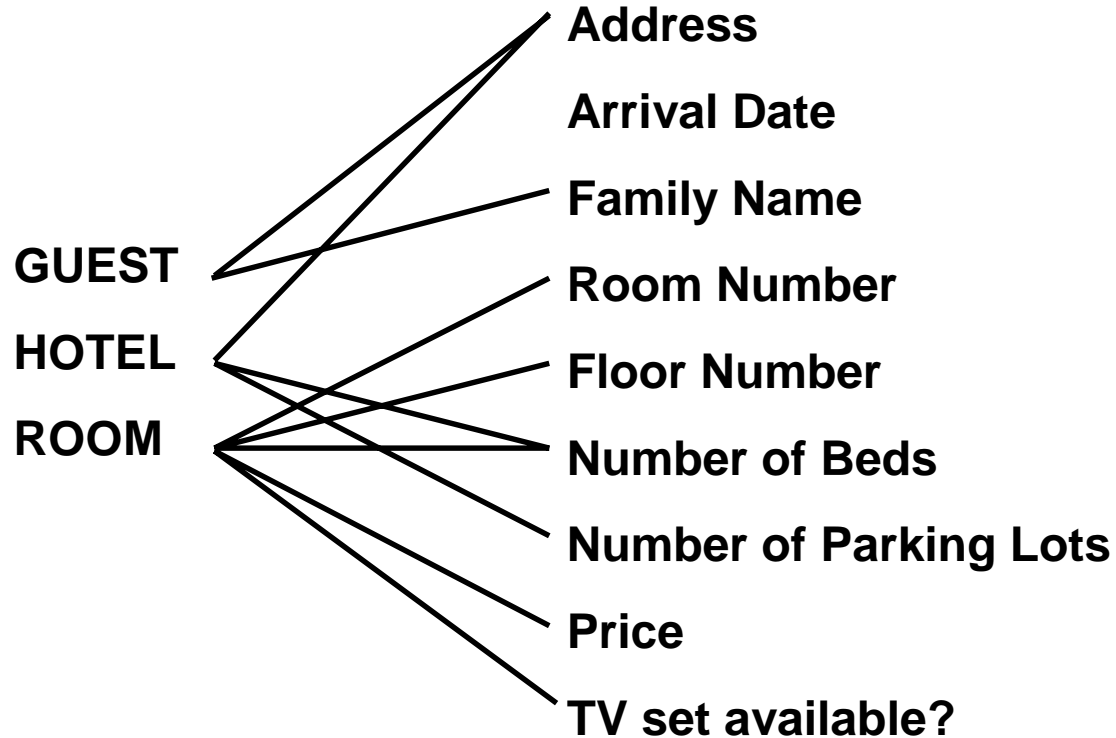 GUEST
HOTEL
ROOM
Address
Arrival Date
Family Name
Room Number
Floor Number
Number of Beds
Number of Parking Lots
Price
TV set available?